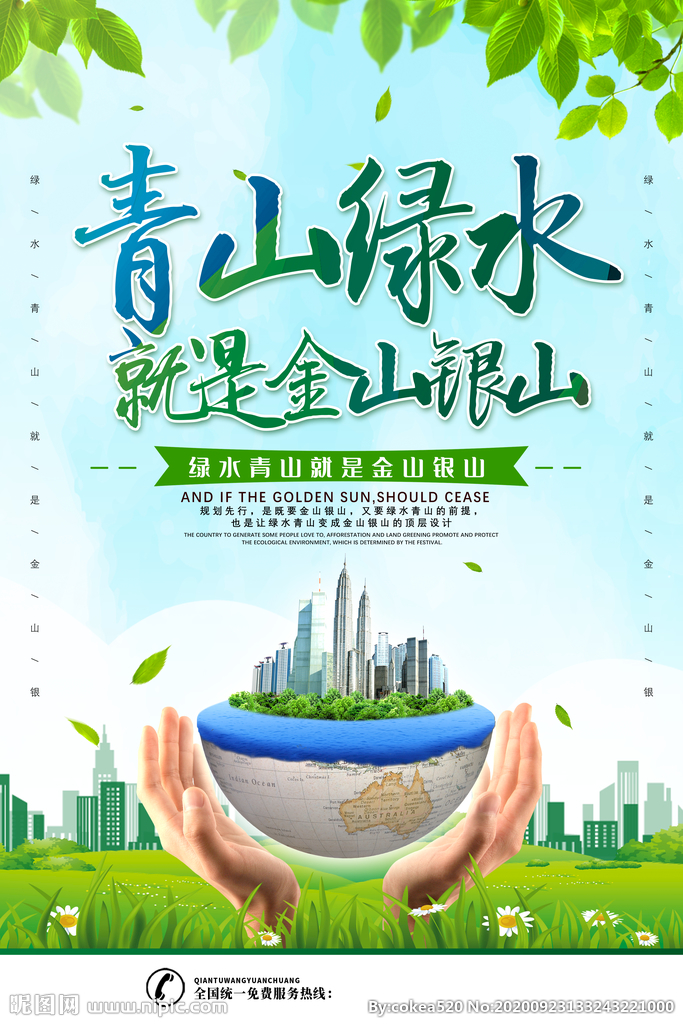 青山绿水
就是金山银山
绿水青山就是金山银山
AND IF THE GOLDEN SUN,SHOULD CEASE
规划先行，是既要金山银山，又要绿水青山的前提，
也是让绿水青山变成金山银山的顶层设计
THE COUNTRY TO GENERATE SOME PEOPLE LOVE TO, AFFORESTATION AND LAND GREENING PROMOTE AND PROTECT
THE ECOLOGICAL ENVIRONMENT, WHICH IS DETERMINED BY THE FESTIVAL.
绿/水/青/山/就/是/金/山/银
绿/水/青/山/就/是/金/山/银
Indian Ocean
AUSTRALIA
QIANTUWANGYUANCHUANG
全国统一免费服务热线：
昵图网 www.nipic.com
By:cokea520 No:20200923133243221000